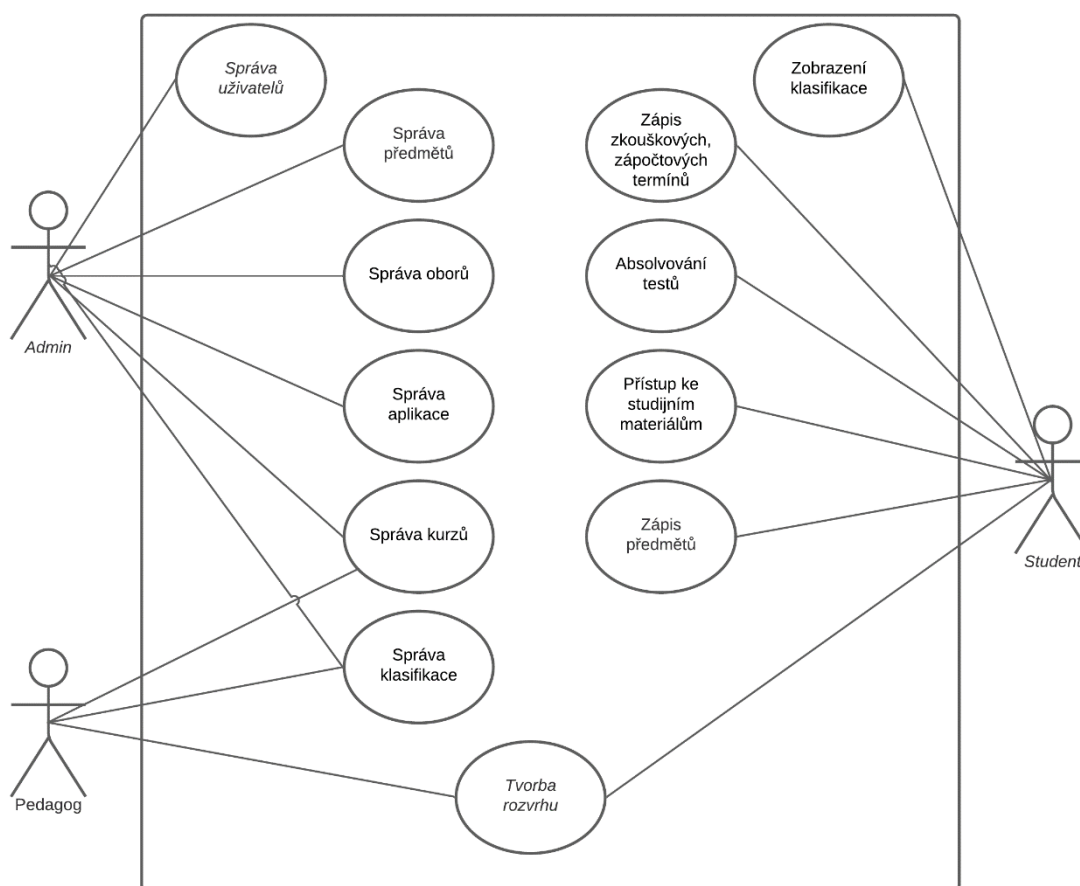 Správa
uživatelů
Zobrazení
klasifikace
Správa
předmětů
Zápis
zkouškových,
zápočtových
termínů
Admin
Správa oborů
Absolvování
testů
Správa
aplikace
Přístup ke
studijním
materiálům
Správa kurzů
Zápis
předmětů
Student
Správa
klasifikace
Pedagog
Tvorba
rozvrhu